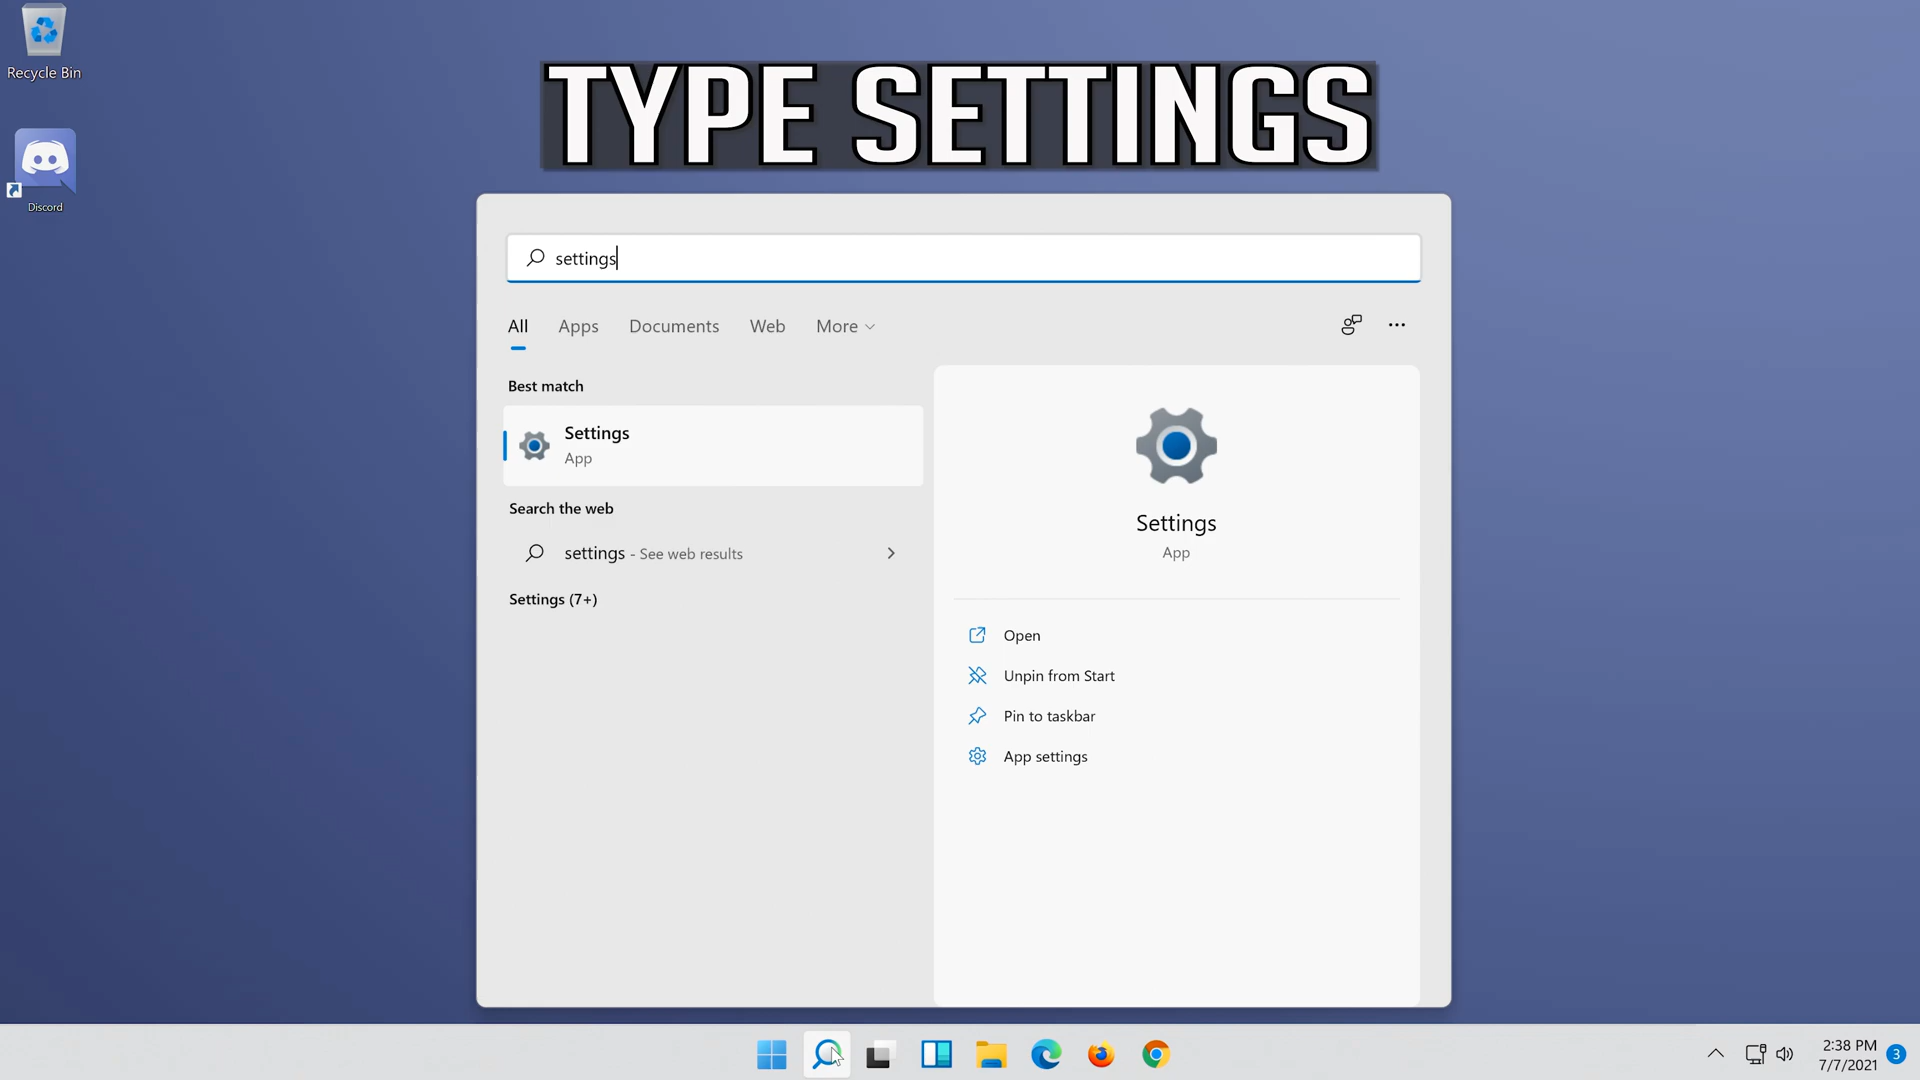 Recycle Bin
Discord
TYPE SETTINGS
settings
All Apps Documents Web More
Best match
Settings
App
Search the web
settings - See web results
Settings (7+)
Settings
App
Open
Unpin from Start
Pin to taskbar
App settings
2:38 PM
7/7/2021
3